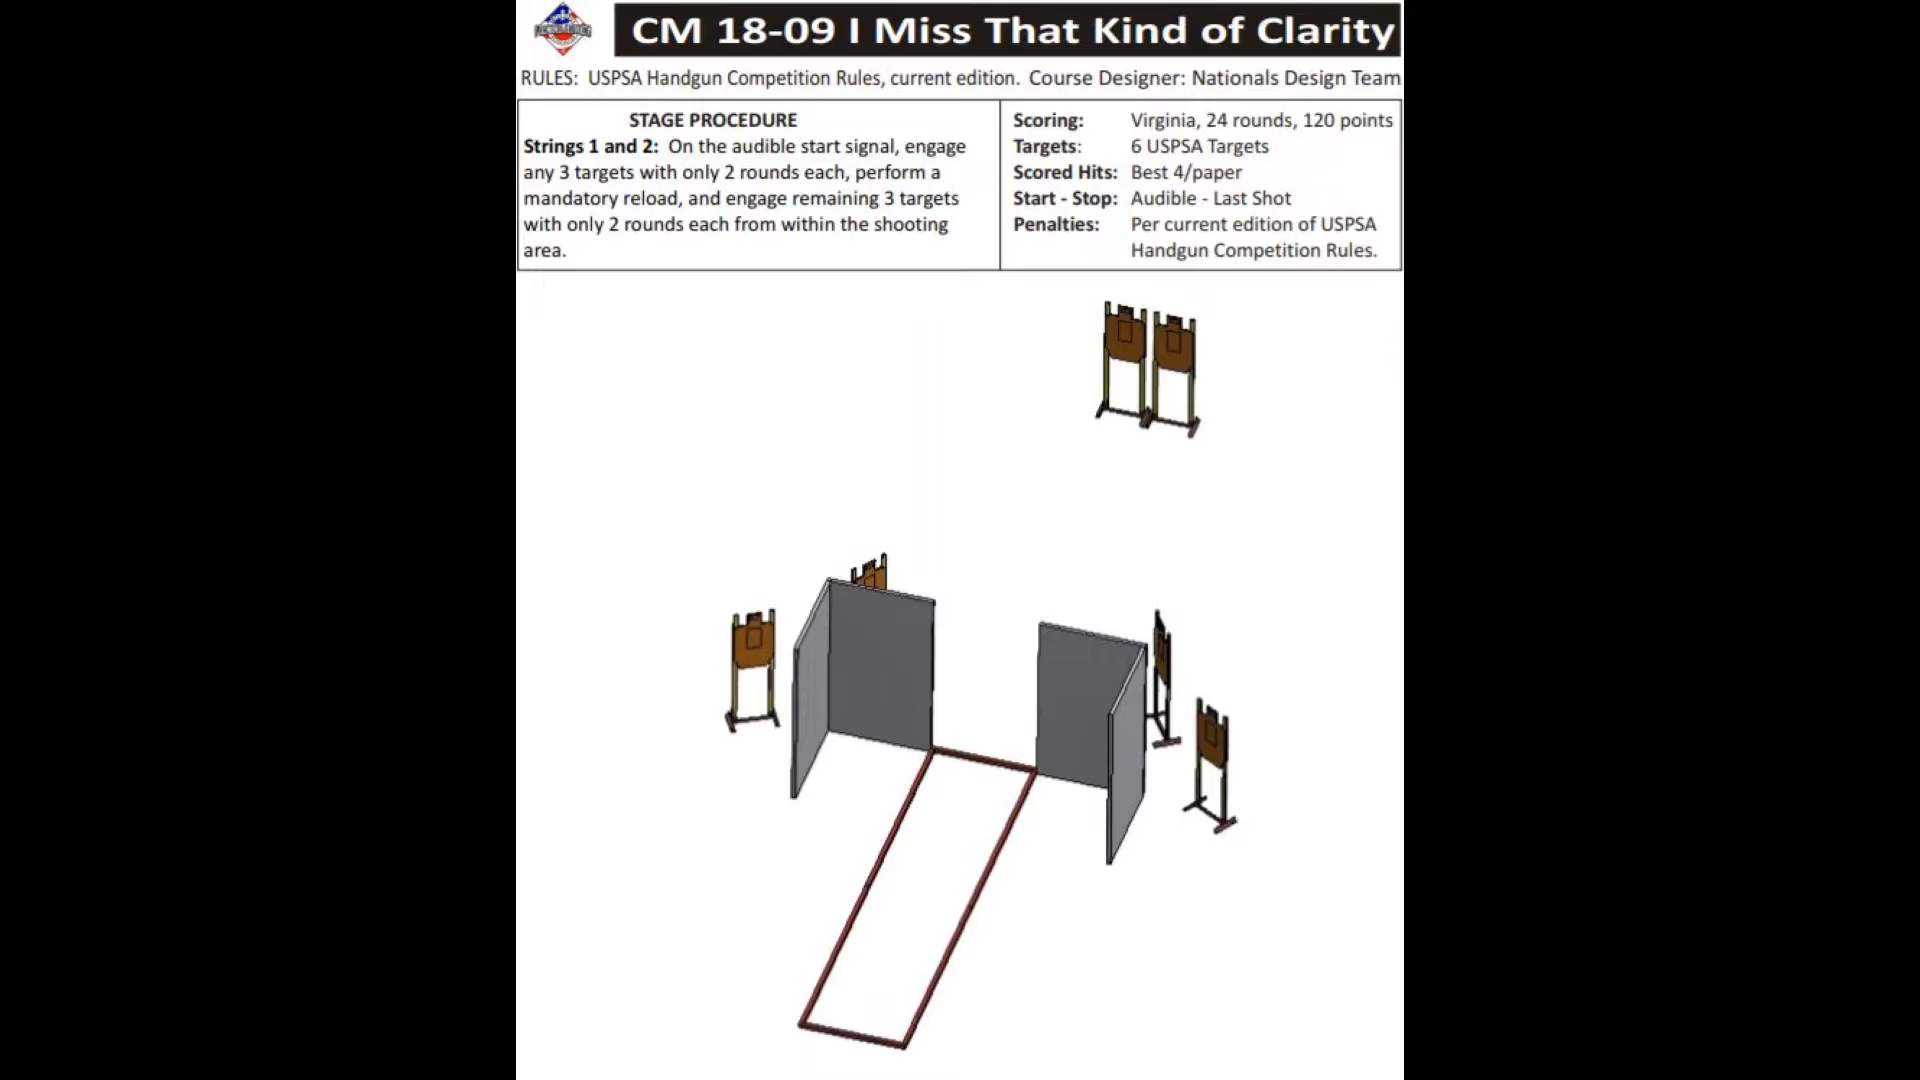 CM 18-09 I Miss That Kind of Clarity
RULES: USPSA Handgun Competition Rules, current edition. Course Designer: Nationals Design Team
STAGE PROCEDURE
Strings 1 and 2: On the audible start signal, engage
any 3 targets with only 2 rounds each, perform a
mandatory reload, and engage remaining 3 targets
with only 2 rounds each from within the shooting
area.
Scoring: Virginia, 24 rounds, 120 points
Targets: 6 USPSA Targets
Scored Hits: Best 4/paper
Start - Stop: Audible - Last Shot
Penalties: Per current edition of USPSA
Handgun Competition Rules.